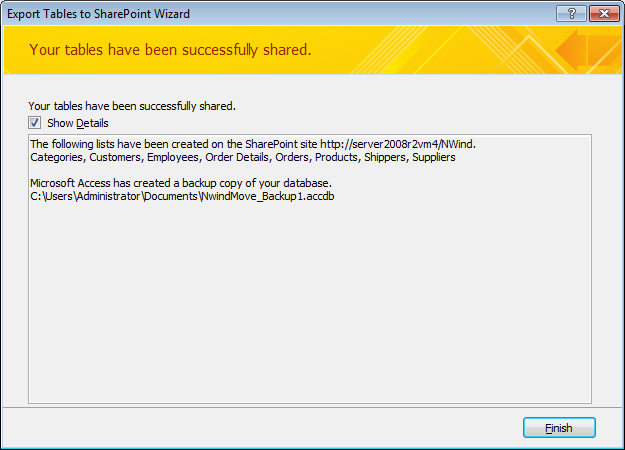 Export Tables to SharePoint Wizard
Your tables have been successfully shared.
Your tables have been successfully shared.
Show Details
The following lists have been created on the SharePoint site http://server2008r2vm4/NWind.
Categories, Customers, Employees, Order Details, Orders, Products, Shippers, Suppliers
Microsoft Access has created a backup copy of your database.
C:\Users\Administrator\Documents\NwindMove_Backup1.accdb
Finish